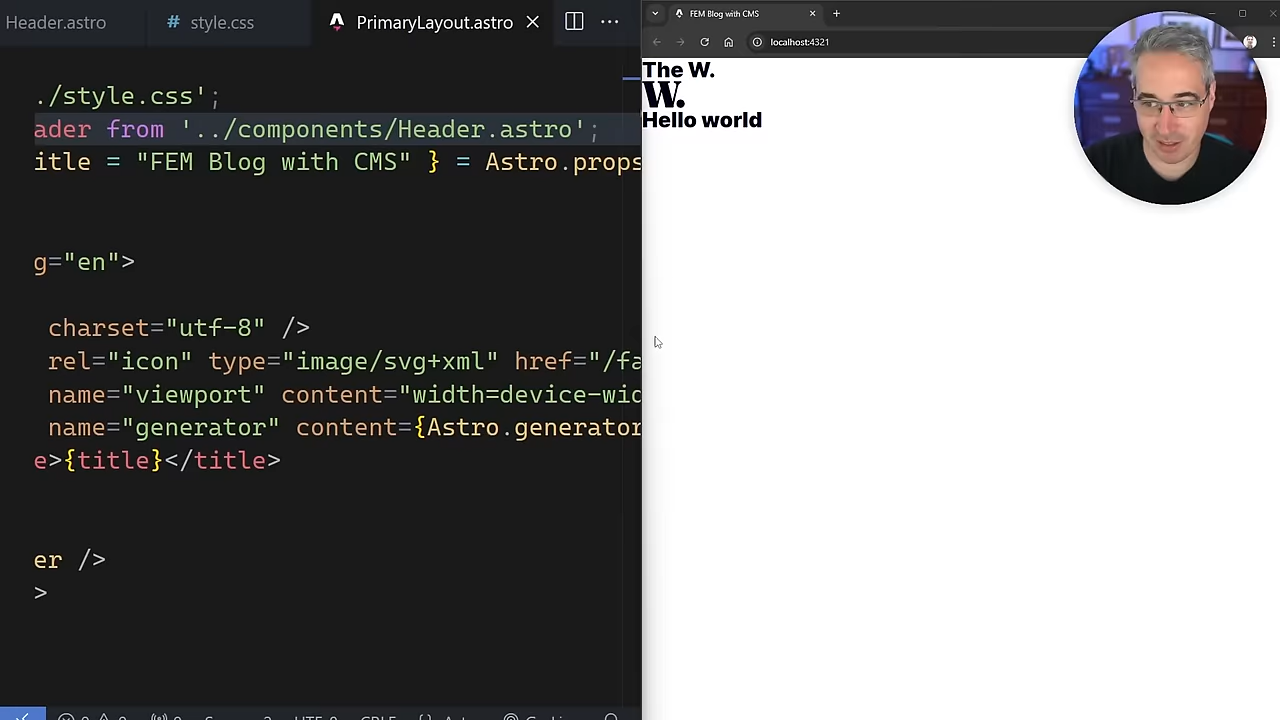 Header.astro
# style.css
PrimaryLayout.astro
./style.css';
ader from '../components/Header.astro';
itle = "FEM Blog with CMS" } = Astro.props
g="en">
charset="utf-8" />
rel="icon" type="image/svg+xml" href="/fa
name="viewport" content="width=device-wid
name="generator" content={Astro.generator
e>{title}</title>
er />
>
FEM Blog with CMS
localhost:4321
The W.
W.
Hello world